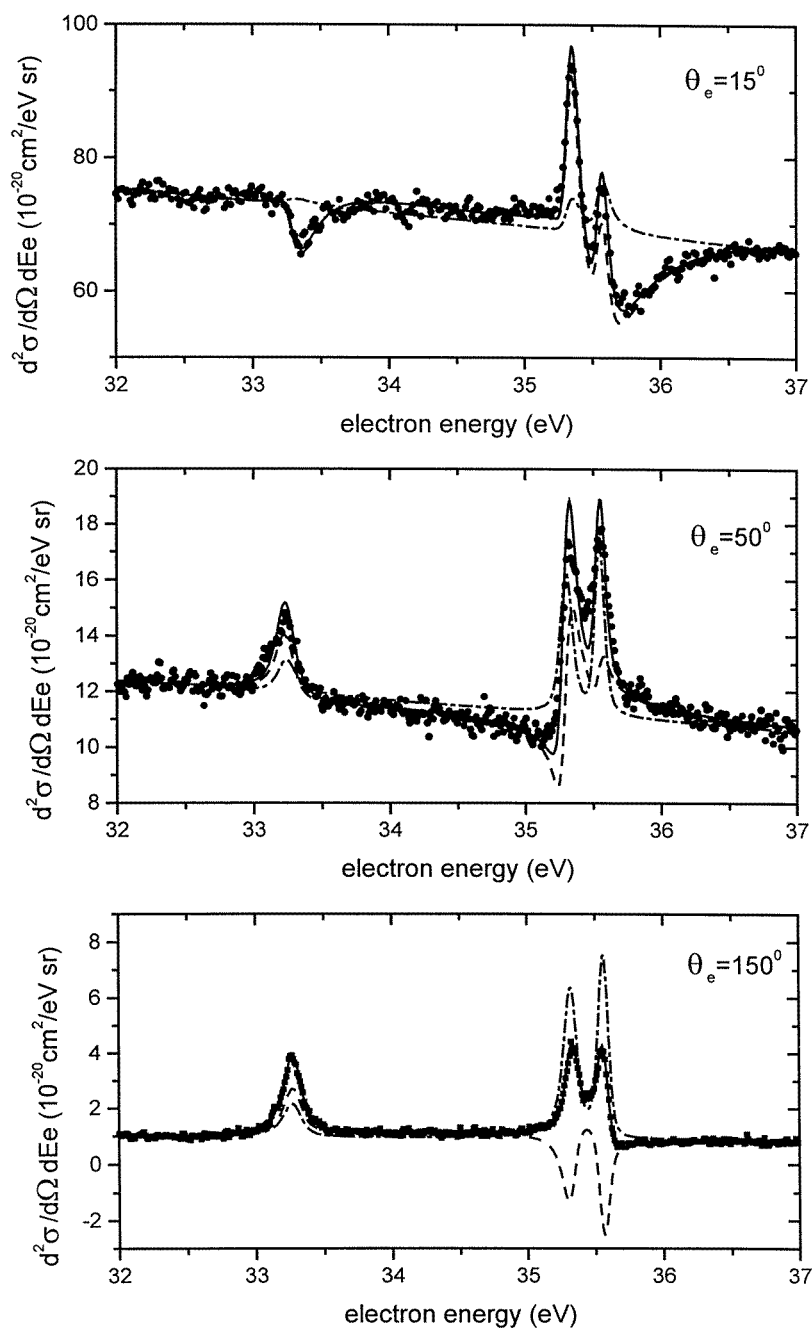 100
80
60
θe=15⁰
d²σ/dΩ dEe (10⁻²⁰cm²/eV sr)
32 33 34 35 36 37
electron energy (eV)
20
18
16
14
12
10
8
θe=50⁰
d²σ/dΩ dEe (10⁻²⁰cm²/eV sr)
32 33 34 35 36 37
electron energy (eV)
8
6
4
2
0
-2
θe=150⁰
d²σ/dΩ dEe (10⁻²⁰cm²/eV sr)
32 33 34 35 36 37
electron energy (eV)